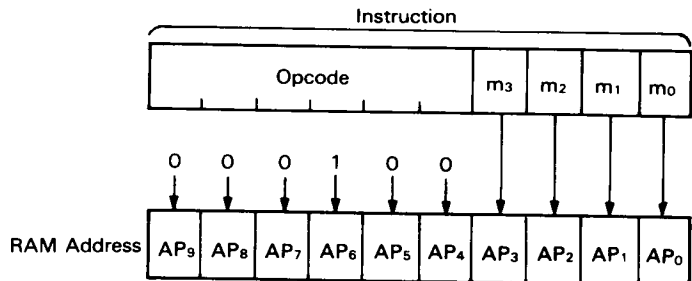 Instruction
Opcode m₃ m₂ m₁ m₀
0 0 0 1 0 0
RAM Address AP₉ AP₈ AP₇ AP₆ AP₅ AP₄ AP₃ AP₂ AP₁ AP₀